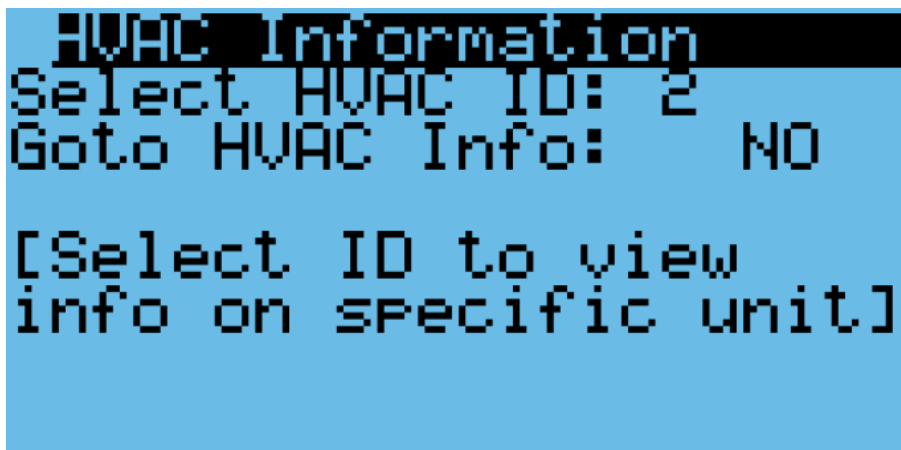 HVAC Information
Select HVAC ID: 2
Goto HVAC Info: NO
[Select ID to view
info on specific unit]